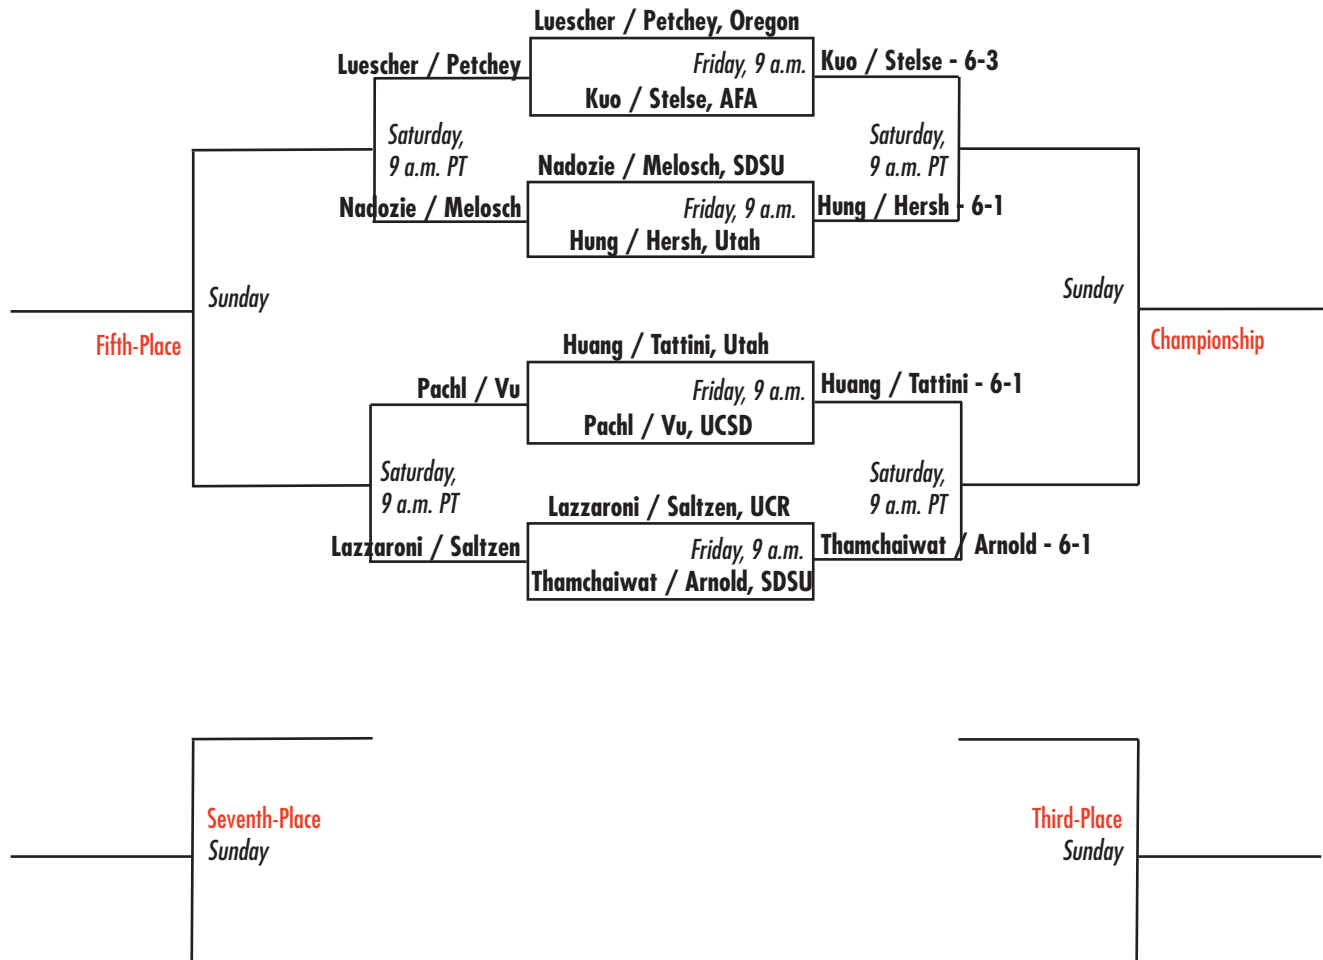 Luescher / Petchey, Oregon
Luescher / Petchey
Friday, 9 a.m.
Kuo / Stelse - 6-3
Kuo / Stelse, AFA
Saturday,
9 a.m. PT
Saturday,
9 a.m. PT
Nadozie / Melosch, SDSU
Nadozie / Melosch
Friday, 9 a.m.
Hung / Hersh - 6-1
Hung / Hersh, Utah
Sunday
Sunday
Fifth-Place
Championship
Huang / Tattini, Utah
Pachl / Vu
Friday, 9 a.m.
Huang / Tattini - 6-1
Pachl / Vu, UCSD
Saturday,
9 a.m. PT
Saturday,
9 a.m. PT
Lazzaroni / Saltzen, UCR
Lazzaroni / Saltzen
Friday, 9 a.m.
Thamchaiwat / Arnold - 6-1
Thamchaiwat / Arnold, SDSU
Seventh-Place
Sunday
Third-Place
Sunday